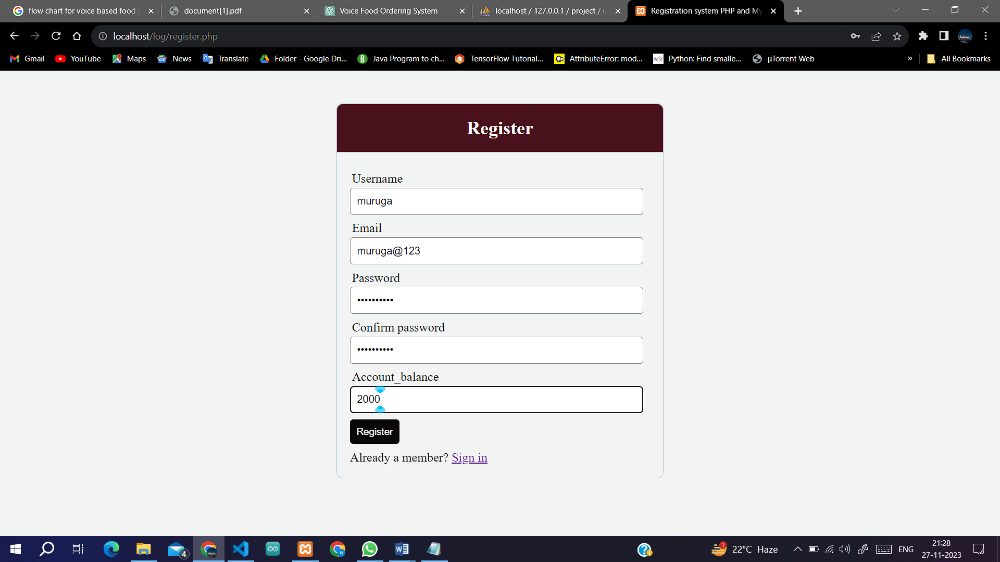 flow chart for voice based food
document[1].pdf
Voice Food Ordering System
localhost / 127.0.0.1 / project / u
Registration system PHP and My
localhost/log/register.php
Gmail
YouTube
Maps
News
Translate
Folder - Google Dri...
Java Program to ch...
TensorFlow Tutorial...
AttributeError: mod...
Python: Find smalle...
µTorrent Web
»
All Bookmarks
Register
Username
muruga
Email
muruga@123
Password
••••••••••
Confirm password
••••••••••
Account_balance
2000
Register
Already a member? Sign in
4
1
22°C Haze
ENG
21:28
27-11-2023